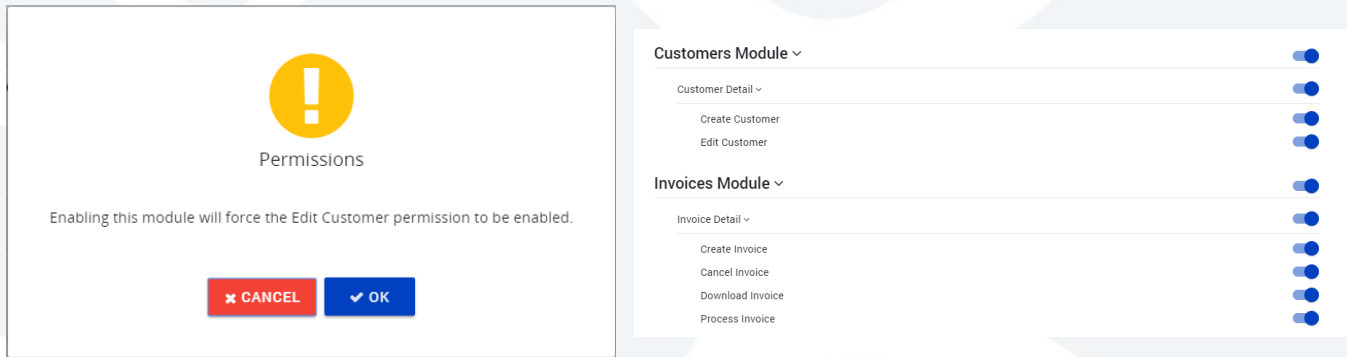 Permissions
Enabling this module will force the Edit Customer permission to be enabled.
CANCEL
OK
Customers Module
Customer Detail
Create Customer
Edit Customer
Invoices Module
Invoice Detail
Create Invoice
Cancel Invoice
Download Invoice
Process Invoice